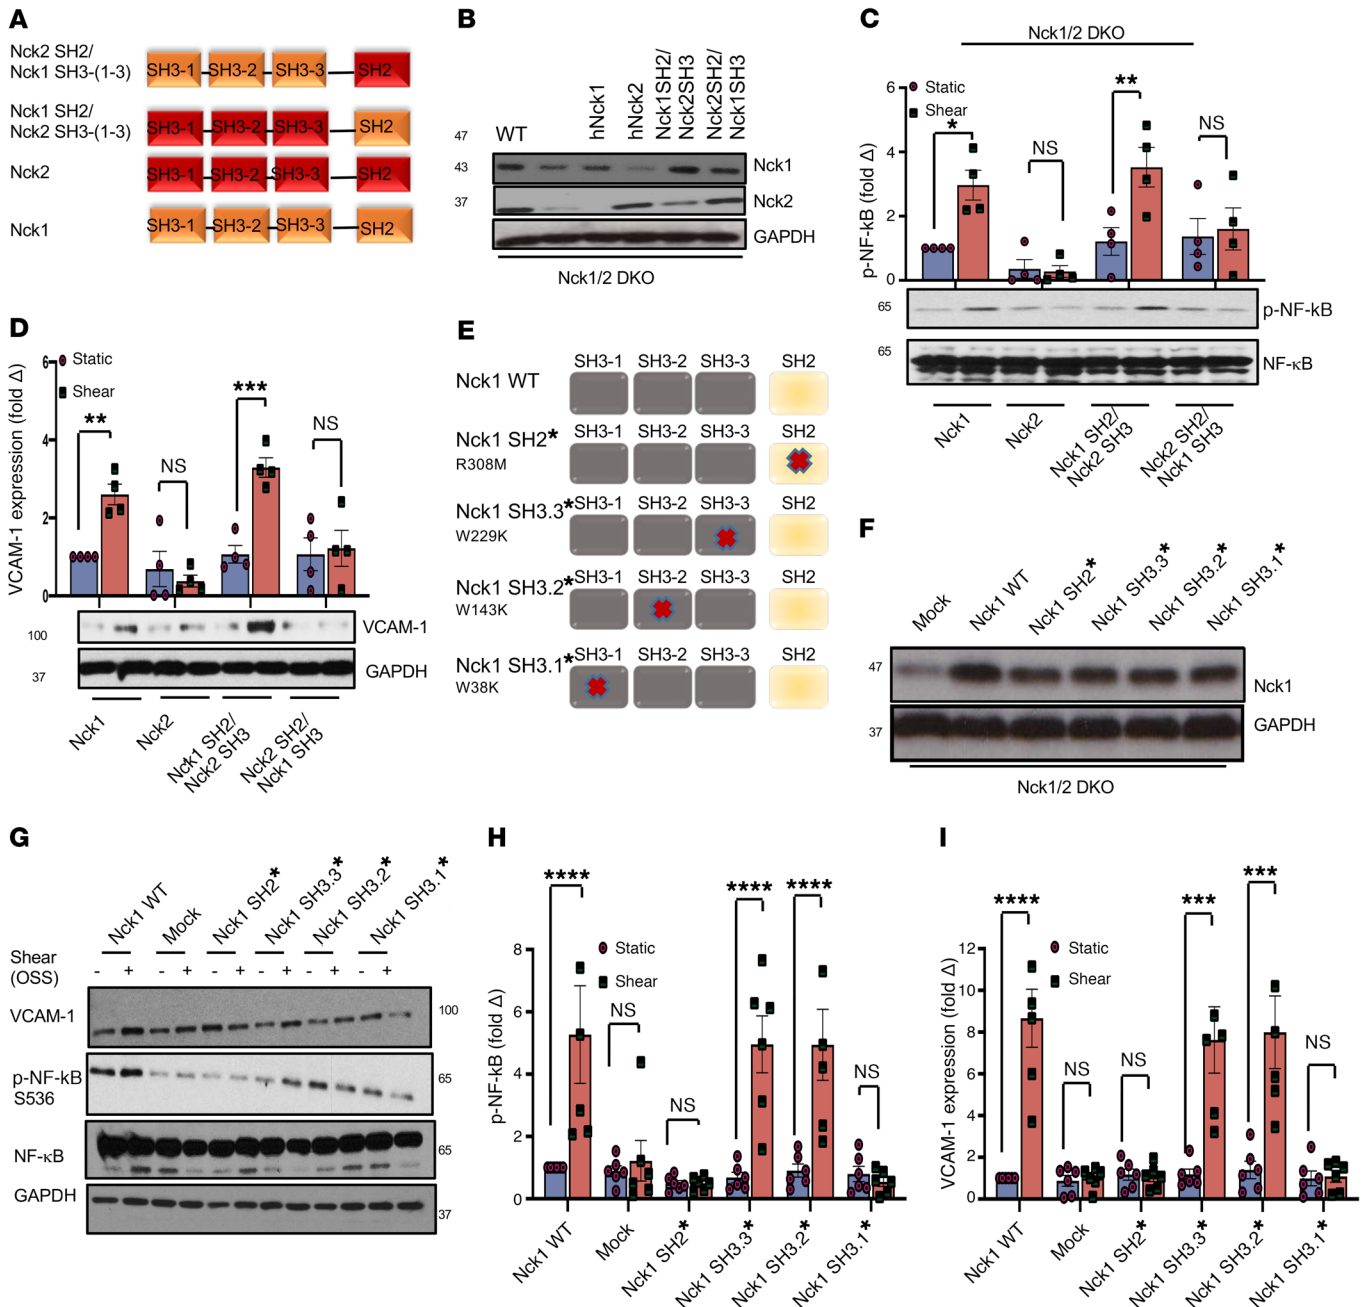 A
Nck2 SH2/
Nck1 SH3-(1-3)
SH3-1 SH3-2 SH3-3 SH2
Nck1 SH2/
Nck2 SH3-(1-3)
SH3-1 SH3-2 SH3-3 SH2
Nck2
SH3-1 SH3-2 SH3-3 SH2
Nck1
SH3-1 SH3-2 SH3-3 SH2
B
WT
hNck1
hNck2
Nck1SH2/
Nck2SH3
Nck2SH2/
Nck1SH3
47
43
37
Nck1
Nck2
GAPDH
Nck1/2 DKO
C
Nck1/2 DKO
Static
Shear
p-NF-kB (fold Δ)
6
4
2
0
*
NS
**
NS
65
p-NF-kB
65
NF-κB
Nck1
Nck2
Nck1 SH2/
Nck2 SH3
Nck2 SH2/
Nck1 SH3
D
Static
Shear
VCAM-1 expression (fold Δ)
6
4
2
0
**
NS
***
NS
100
VCAM-1
37
GAPDH
Nck1
Nck2
Nck1 SH2/
Nck2 SH3
Nck2 SH2/
Nck1 SH3
E
SH3-1 SH3-2 SH3-3 SH2
Nck1 WT
SH3-1 SH3-2 SH3-3 SH2
Nck1 SH2*
R308M
SH3-1 SH3-2 SH3-3 SH2
Nck1 SH3.3*
W229K
SH3-1 SH3-2 SH3-3 SH2
Nck1 SH3.2*
W143K
SH3-1 SH3-2 SH3-3 SH2
Nck1 SH3.1*
W38K
F
Mock
Nck1 WT
Nck1 SH2*
Nck1 SH3.3*
Nck1 SH3.2*
Nck1 SH3.1*
47
Nck1
37
GAPDH
Nck1/2 DKO
G
Nck1 WT
Mock
Nck1 SH2*
Nck1 SH3.3*
Nck1 SH3.2*
Nck1 SH3.1*
Shear
(OSS)
- + - + - + - + - + - +
VCAM-1
100
p-NF-kB
S536
65
NF-κB
65
GAPDH
37
H
Static
Shear
p-NF-kB (fold Δ)
8
6
4
2
0
****
NS
NS
****
****
NS
Nck1 WT
Mock
Nck1 SH2*
Nck1 SH3.3*
Nck1 SH3.2*
Nck1 SH3.1*
I
Static
Shear
VCAM-1 expression (fold Δ)
12
10
8
6
4
2
0
****
NS
NS
***
***
NS
Nck1 WT
Mock
Nck1 SH2*
Nck1 SH3.3*
Nck1 SH3.2*
Nck1 SH3.1*